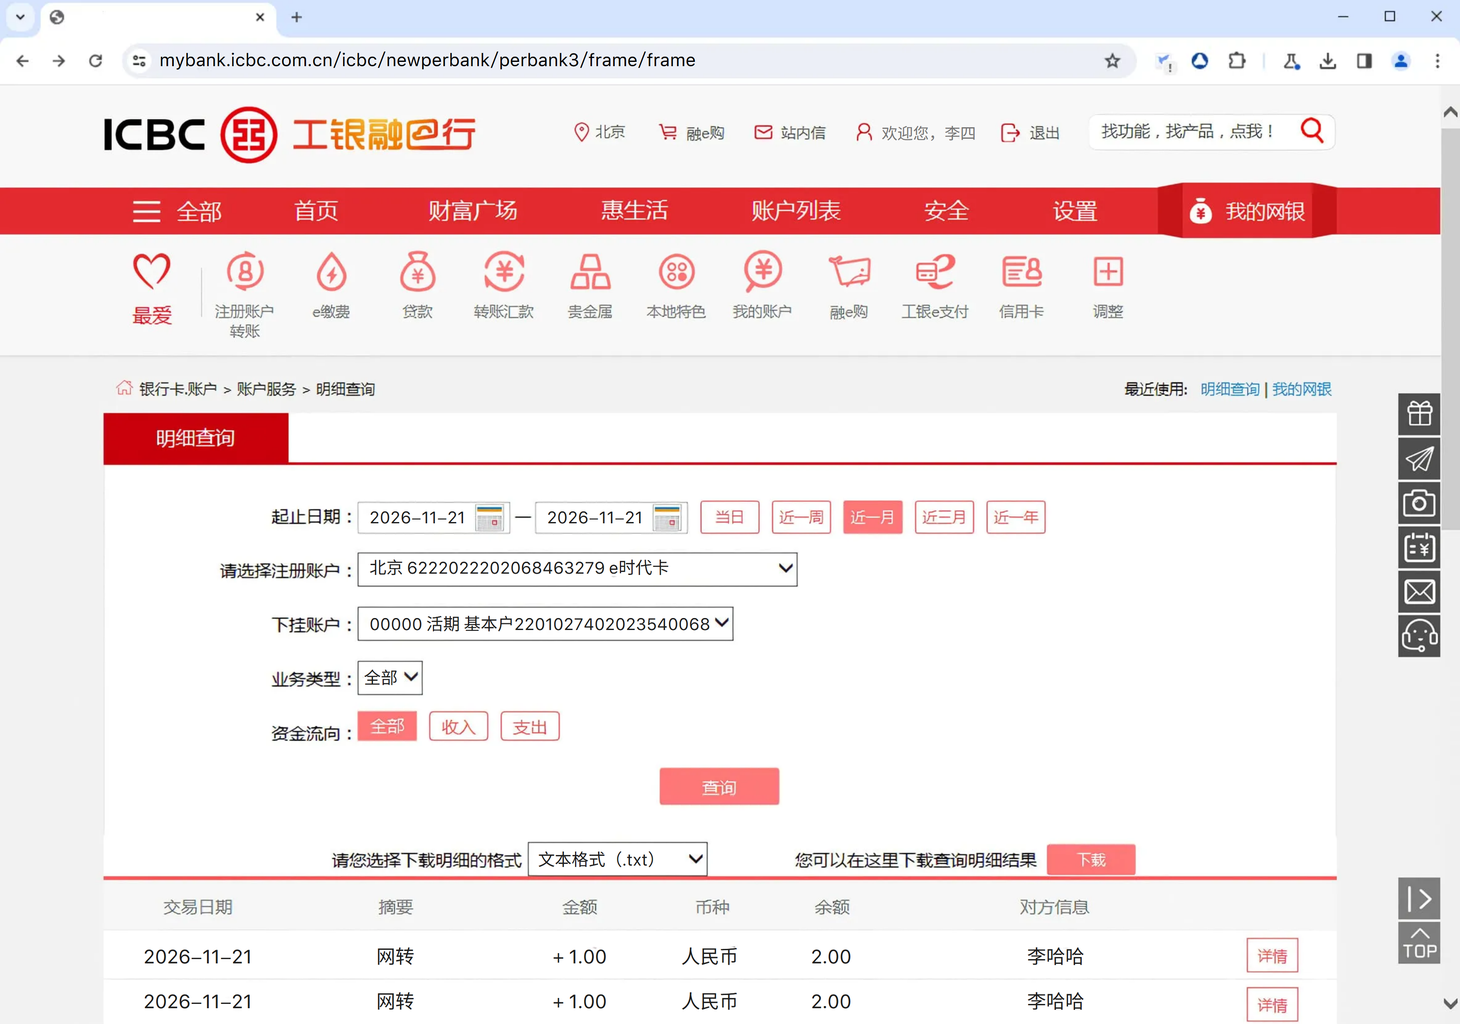 mybank.icbc.com.cn/icbc/newperbank/perbank3/frame/frame
ICBC 工银融e行 北京 融e购 站内信 欢迎您，李四 退出 找功能，找产品，点我！
全部 首页 财富广场 惠生活 账户列表 安全 设置 我的网银
最爱 注册账户转账 e缴费 贷款 转账汇款 贵金属 本地特色 我的账户 融e购 工银e支付 信用卡 调整
银行卡.账户 > 账户服务 > 明细查询 最近使用: 明细查询 | 我的网银
明细查询
起止日期： 2026-11-21 — 2026-11-21 当日 近一周 近一月 近三月 近一年
请选择注册账户： 北京 6222022202068463279 e时代卡
下挂账户： 00000 活期 基本户2201027402023540068
业务类型： 全部
资金流向： 全部 收入 支出
查询
请您选择下载明细的格式 文本格式（.txt） 您可以在这里下载查询明细结果 下载
交易日期 摘要 金额 币种 余额 对方信息
2026-11-21 网转 + 1.00 人民币 2.00 李哈哈 详情
2026-11-21 网转 + 1.00 人民币 2.00 李哈哈 详情
TOP